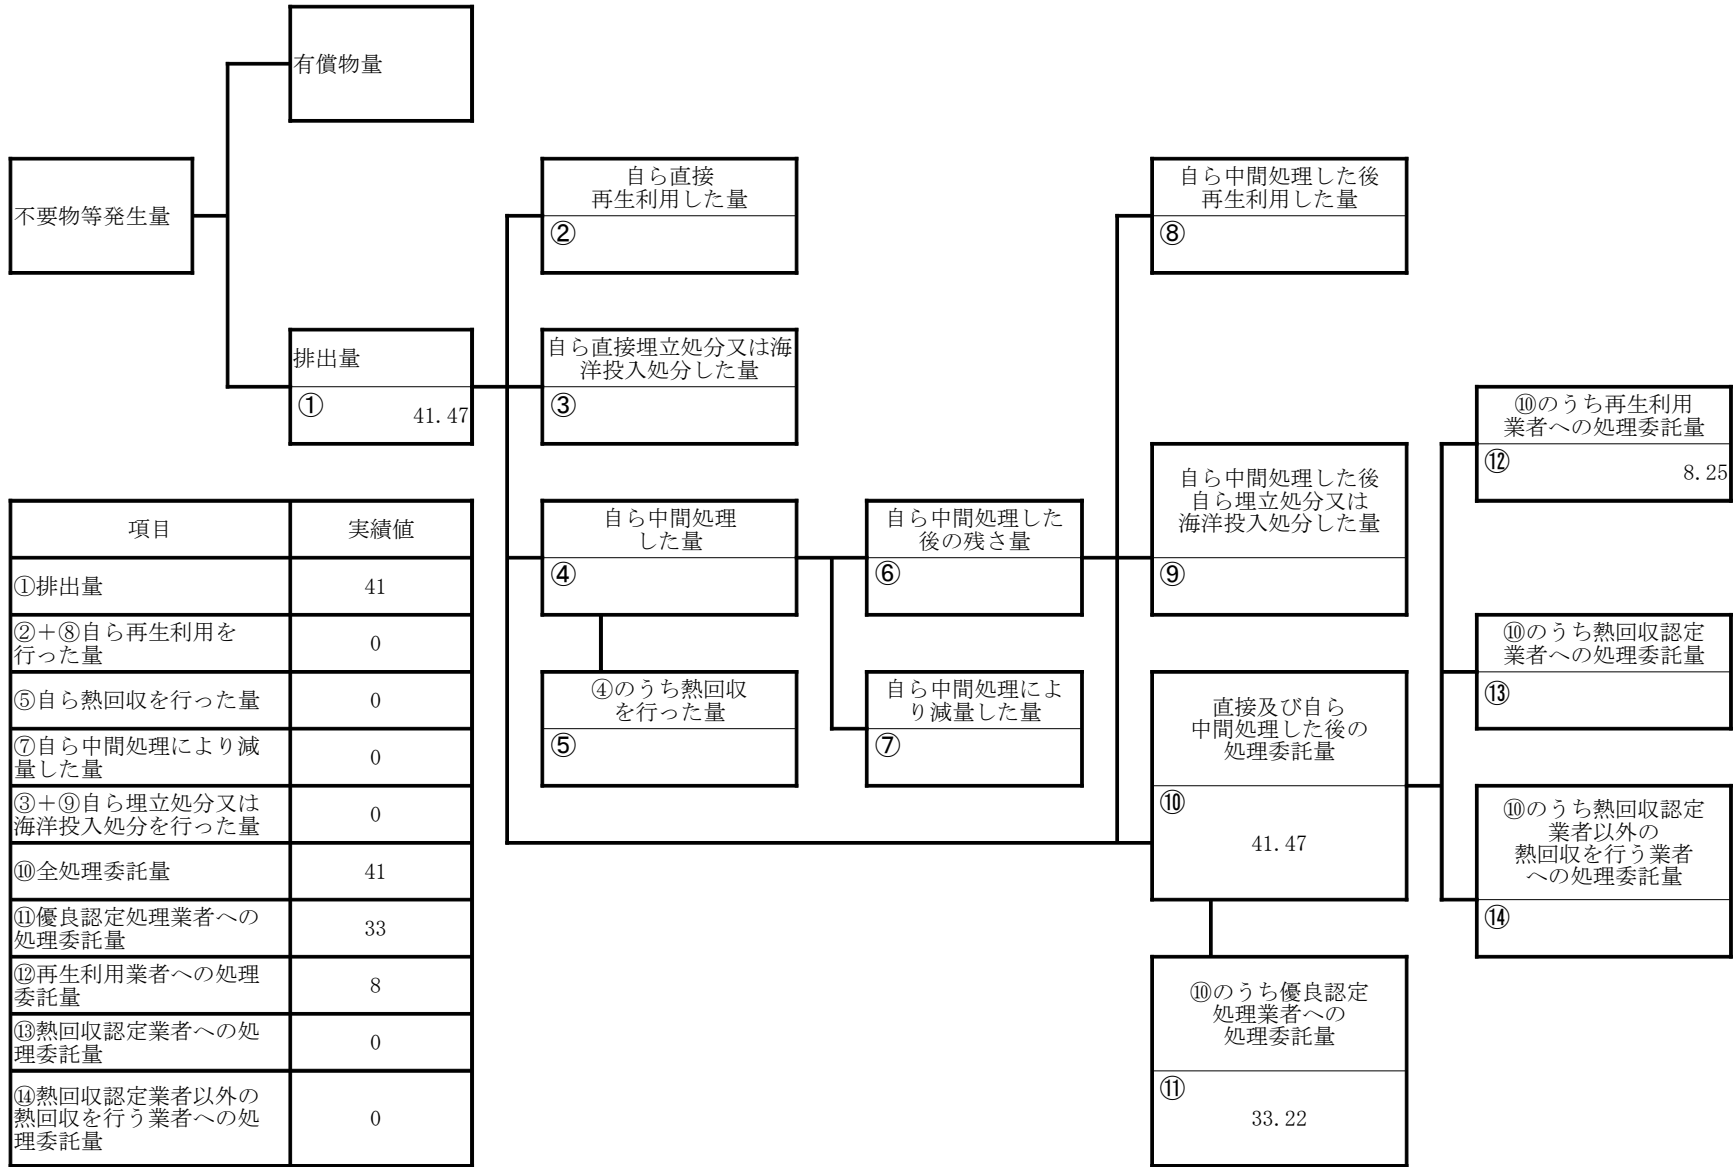 有償物量
不要物等発生量
自ら直接
再生利用した量
②
自ら中間処理した後
再生利用した量
⑧
排出量
①
41.47
自ら直接埋立処分又は海
洋投入処分した量
③
⑩のうち再生利用
業者への処理委託量
⑫
8.25
自ら中間処理
した量
④
自ら中間処理した
後の残さ量
⑥
自ら中間処理した後
自ら埋立処分又は
海洋投入処分した量
⑨
⑩のうち熱回収認定
業者への処理委託量
⑬
④のうち熱回収
を行った量
⑤
自ら中間処理によ
り減量した量
⑦
直接及び自ら
中間処理した後の
処理委託量
⑩
41.47
⑩のうち熱回収認定
業者以外の
熱回収を行う業者
への処理委託量
⑭
⑩のうち優良認定
処理業者への
処理委託量
⑪
33.22
項目 実績値
①排出量 41
②＋⑧自ら再生利用を
行った量 0
⑤自ら熱回収を行った量 0
⑦自ら中間処理により減
量した量 0
③＋⑨自ら埋立処分又は
海洋投入処分を行った量 0
⑩全処理委託量 41
⑪優良認定処理業者への
処理委託量 33
⑫再生利用業者への処理
委託量 8
⑬熱回収認定業者への処
理委託量 0
⑭熱回収認定業者以外の
熱回収を行う業者への処
理委託量 0